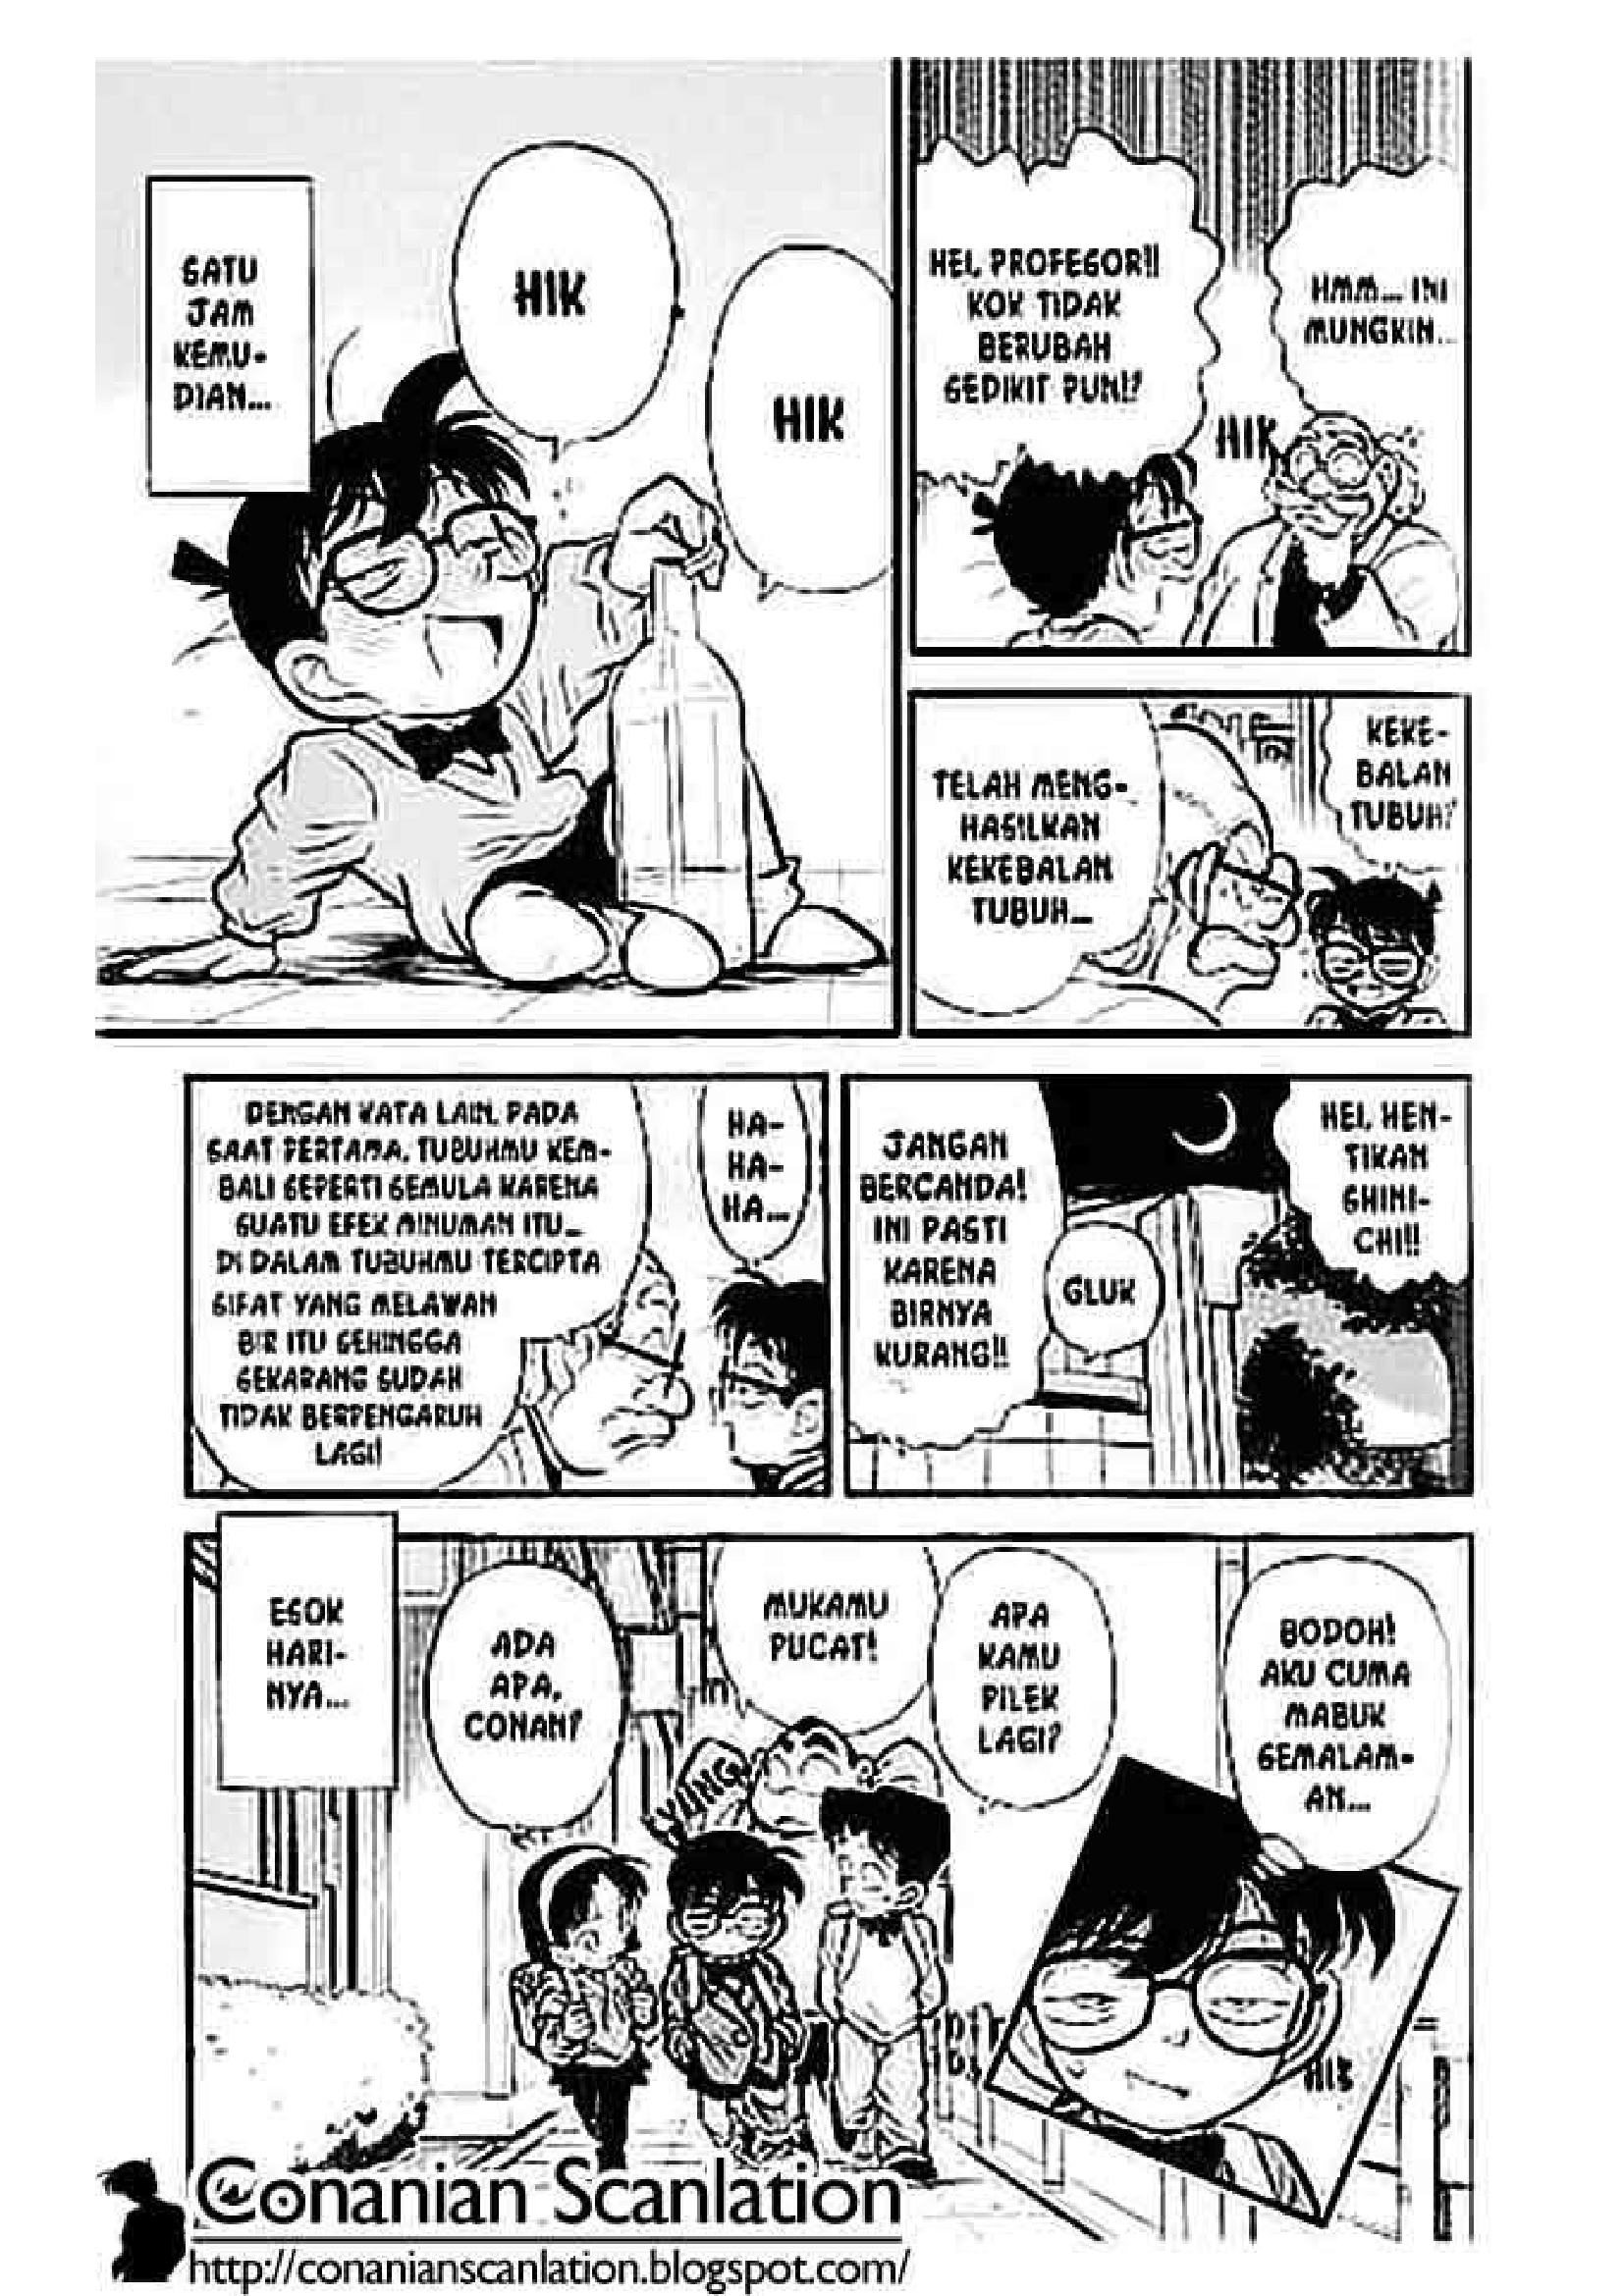 SATU
JAM
KEMU-
DIAN...
HIK
HIK
HEI, PROFESOR!!
KOK TIDAK
BERUBAH
SEDIKIT PUN!?
HIK
HMM... INI
MUNGKIN...
TELAH MENG-
HASILKAN
KEKEBALAN
TUBUH...
KEKE-
BALAN
TUBUH?
DENGAN KATA LAIN, PADA
SAAT PERTAMA, TUBUHMU KEM-
BALI SEPERTI SEMULA KARENA
SUATU EFEK MINUMAN ITU...
DI DALAM TUBUHMU TERCIPTA
SIFAT YANG MELAWAN
BIR ITU SEHINGGA
SEKARANG SUDAH
TIDAK BERPENGARUH
LAGI!
HA-
HA-
HA...
JANGAN
BERCANDA!
INI PASTI
KARENA
BIRNYA
KURANG!!
GLUK
HEI, HEN-
TIKAN
SHINI-
CHI!!
ESOK
HARI-
NYA...
ADA
APA,
CONAN?
MUKAMU
PUCAT!
APA
KAMU
PILEK
LAGI?
BODOH!
AKU CUMA
MABUK
SEMALAM-
AN...
Conanian Scanlation
http://conanianscanlation.blogspot.com/